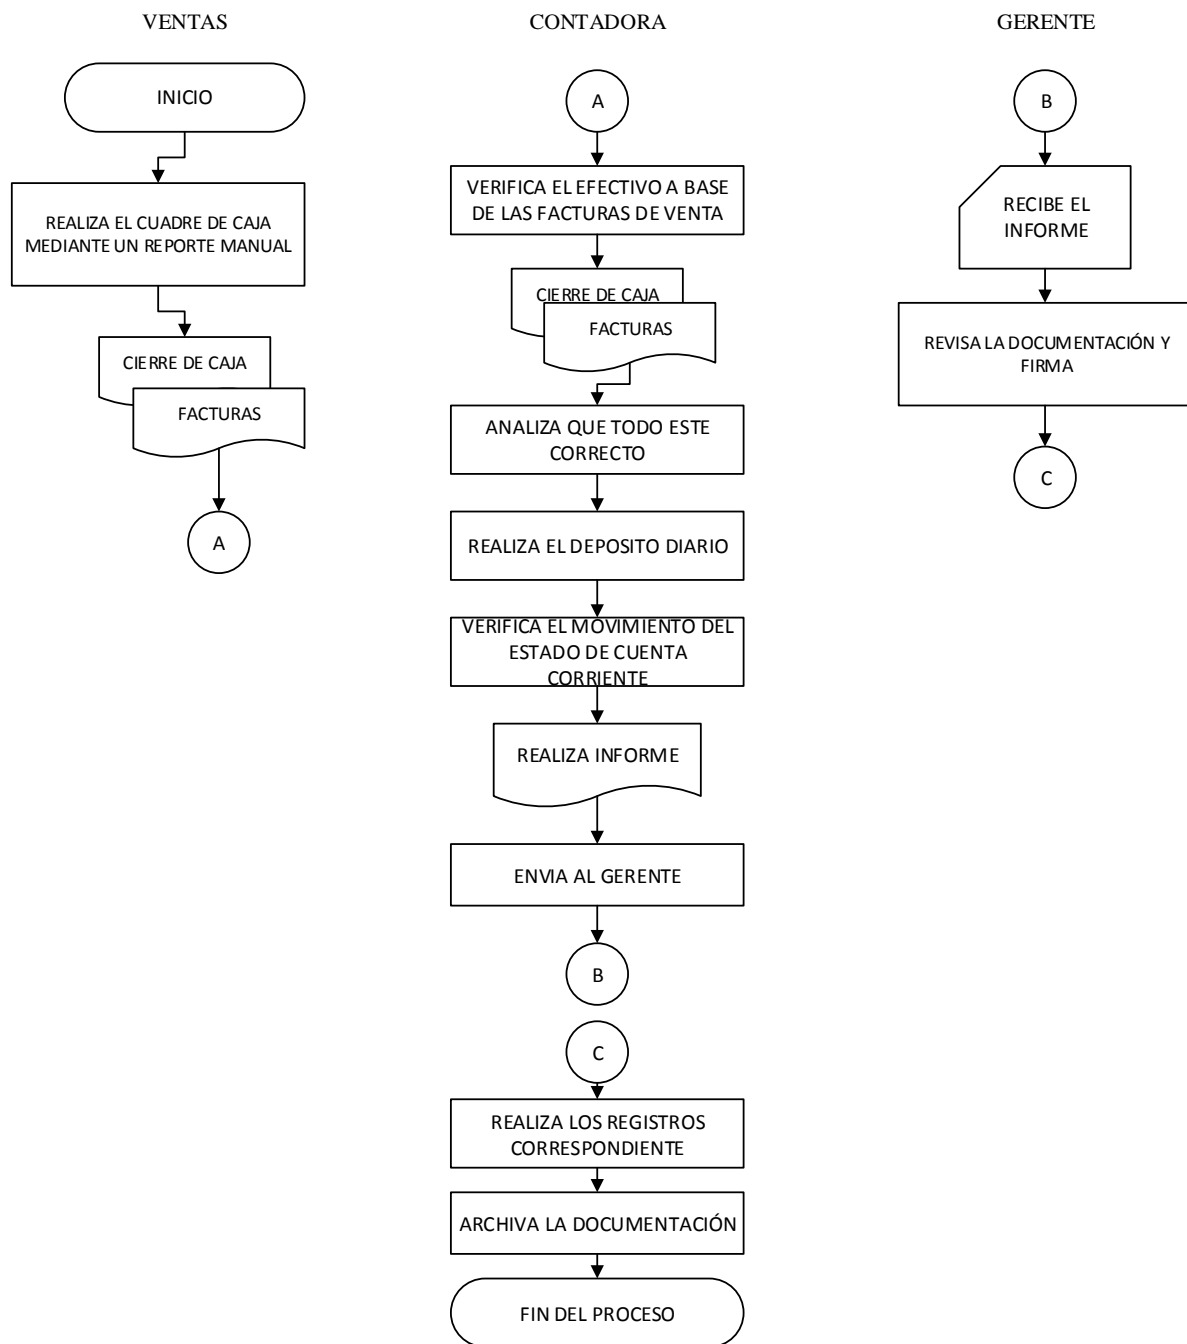 VENTAS
INICIO
REALIZA EL CUADRE DE CAJA
MEDIANTE UN REPORTE MANUAL
CIERRE DE CAJA
FACTURAS
A
CONTADORA
A
VERIFICA EL EFECTIVO A BASE
DE LAS FACTURAS DE VENTA
CIERRE DE CAJA
FACTURAS
ANALIZA QUE TODO ESTE
CORRECTO
REALIZA EL DEPOSITO DIARIO
VERIFICA EL MOVIMIENTO DEL
ESTADO DE CUENTA
CORRIENTE
REALIZA INFORME
ENVIA AL GERENTE
B
C
REALIZA LOS REGISTROS
CORRESPONDIENTE
ARCHIVA LA DOCUMENTACIÓN
FIN DEL PROCESO
GERENTE
B
RECIBE EL
INFORME
REVISA LA DOCUMENTACIÓN Y
FIRMA
C